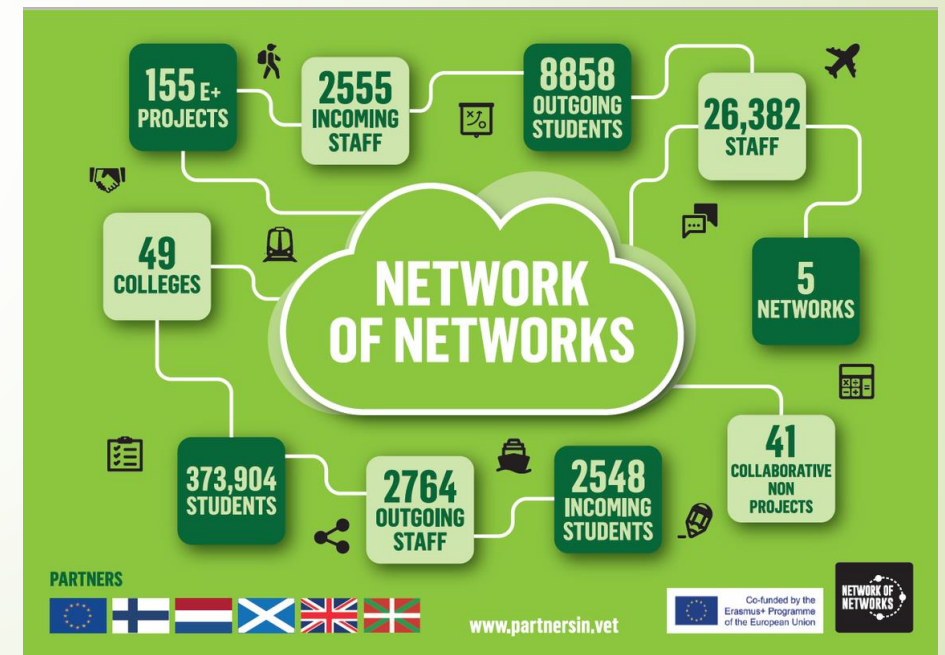 155 E+
PROJECTS
2555
INCOMING
STAFF
8858
OUTGOING
STUDENTS
26,382
STAFF
49
COLLEGES
NETWORK
OF NETWORKS
5
NETWORKS
373,904
STUDENTS
2764
OUTGOING
STAFF
2548
INCOMING
STUDENTS
41
COLLABORATIVE
NON
PROJECTS
PARTNERS
www.partnersin.vet
Co-funded by the
Erasmus+ Programme
of the European Union
NETWORK OF
NETWORKS